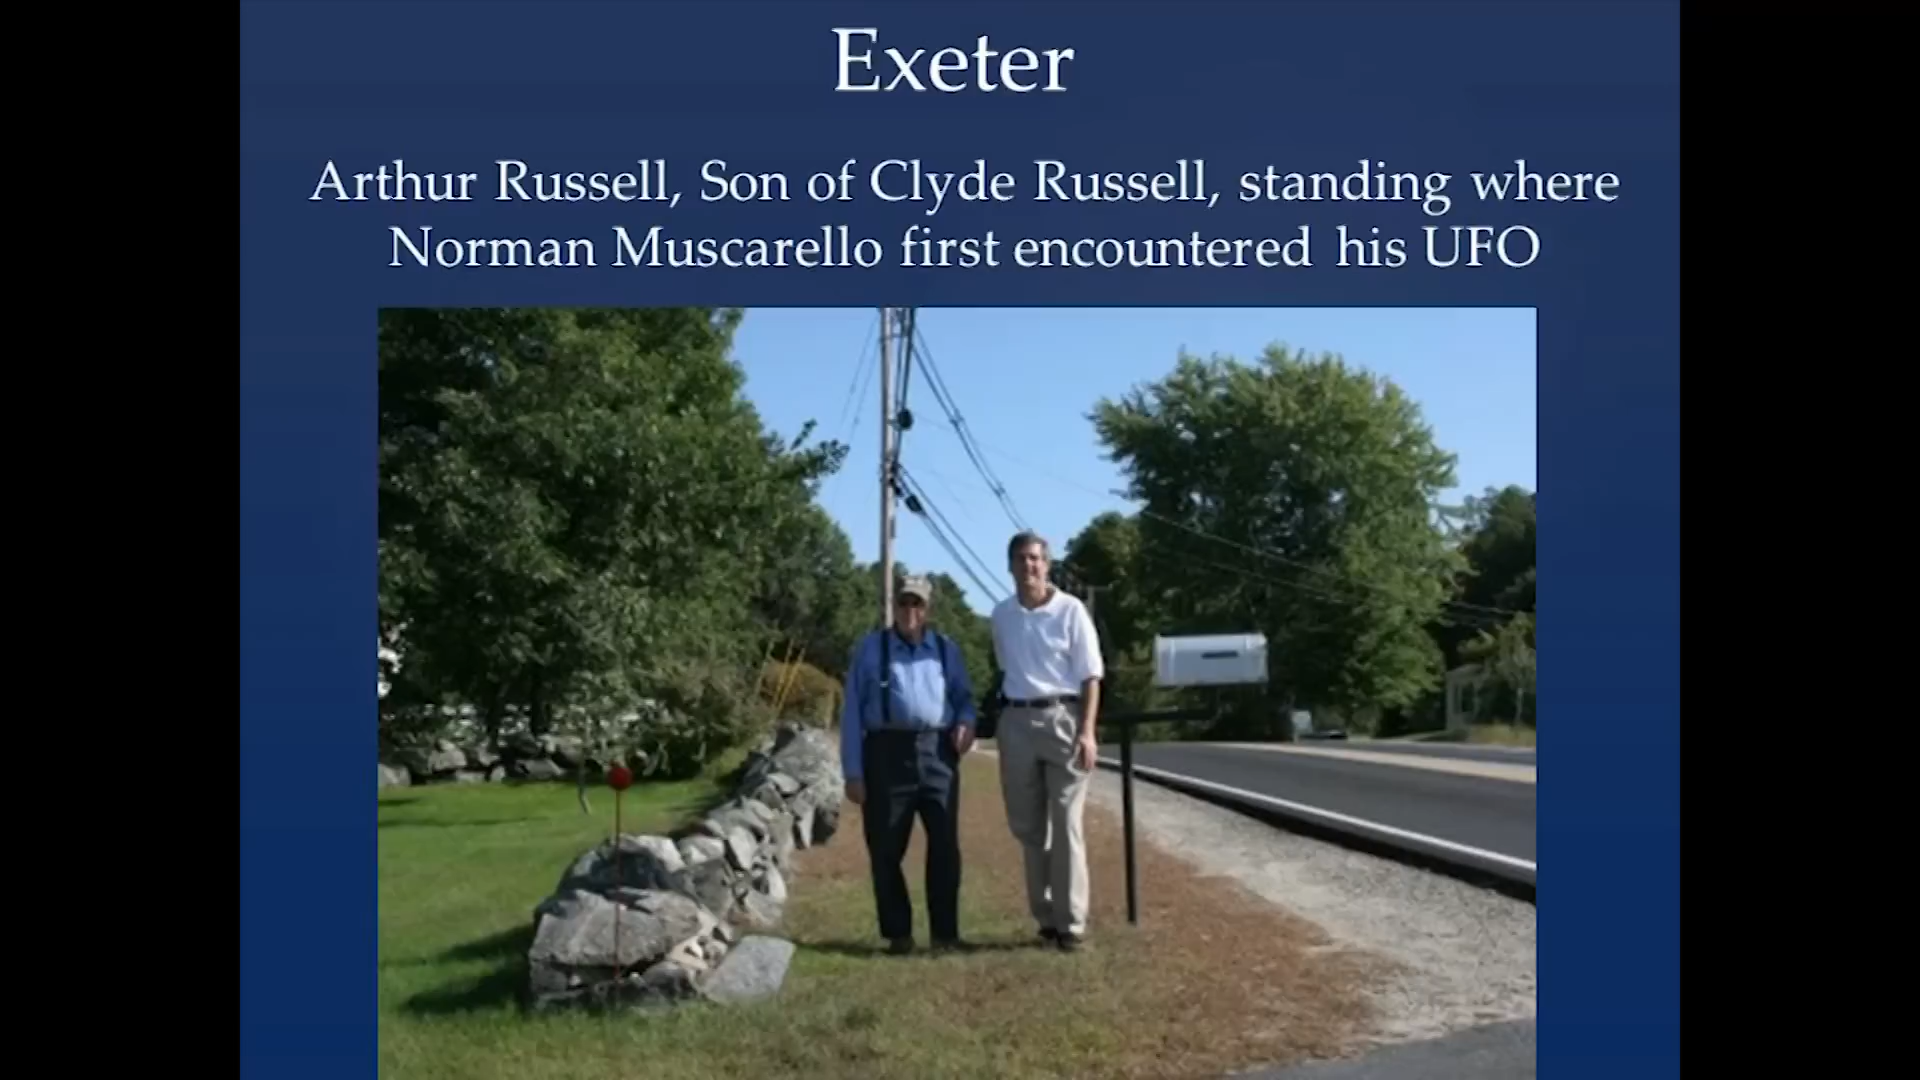 Exeter
Arthur Russell, Son of Clyde Russell, standing where
Norman Muscarello first encountered his UFO